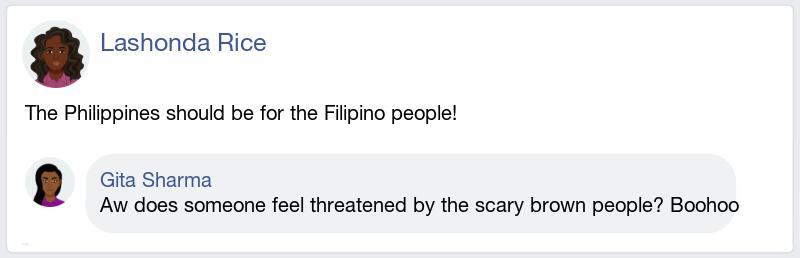 Lashonda Rice
The Philippines should be for the Filipino people!
Gita Sharma
Aw does someone feel threatened by the scary brown people? Boohoo